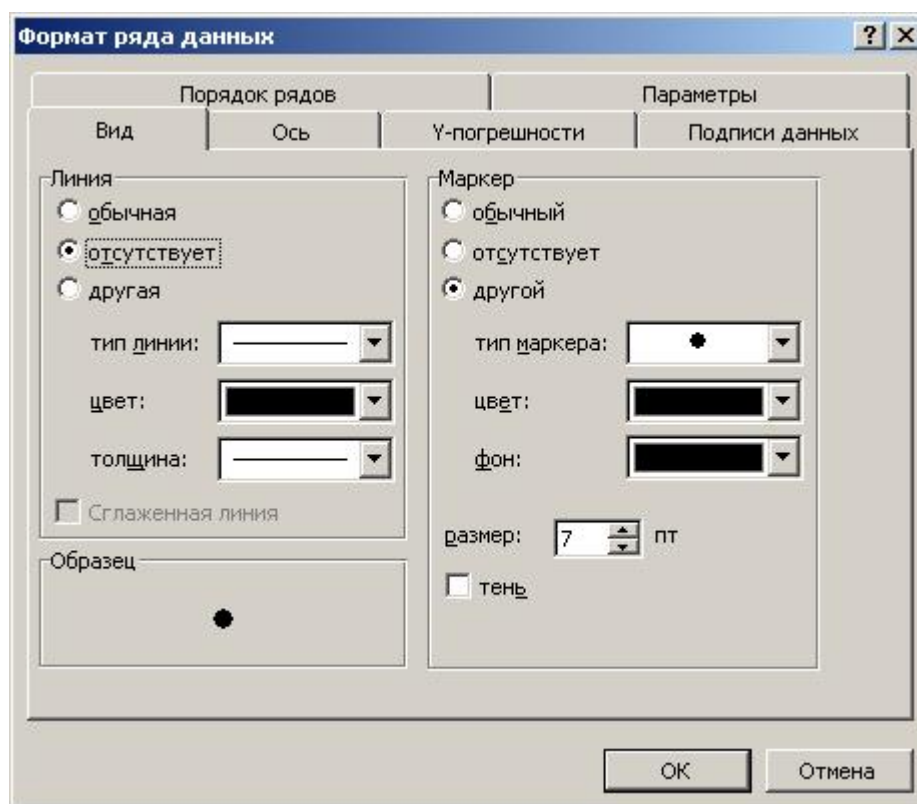 Формат ряда данных
Порядок рядов
Параметры
Вид
Ось
Y-погрешности
Подписи данных
Линия
обычная
отсутствует
другая
тип линии:
цвет:
толщина:
Сглаженная линия
Образец
Маркер
обычный
отсутствует
другой
тип маркера:
цвет:
фон:
размер: 7 пт
тень
ОК
Отмена